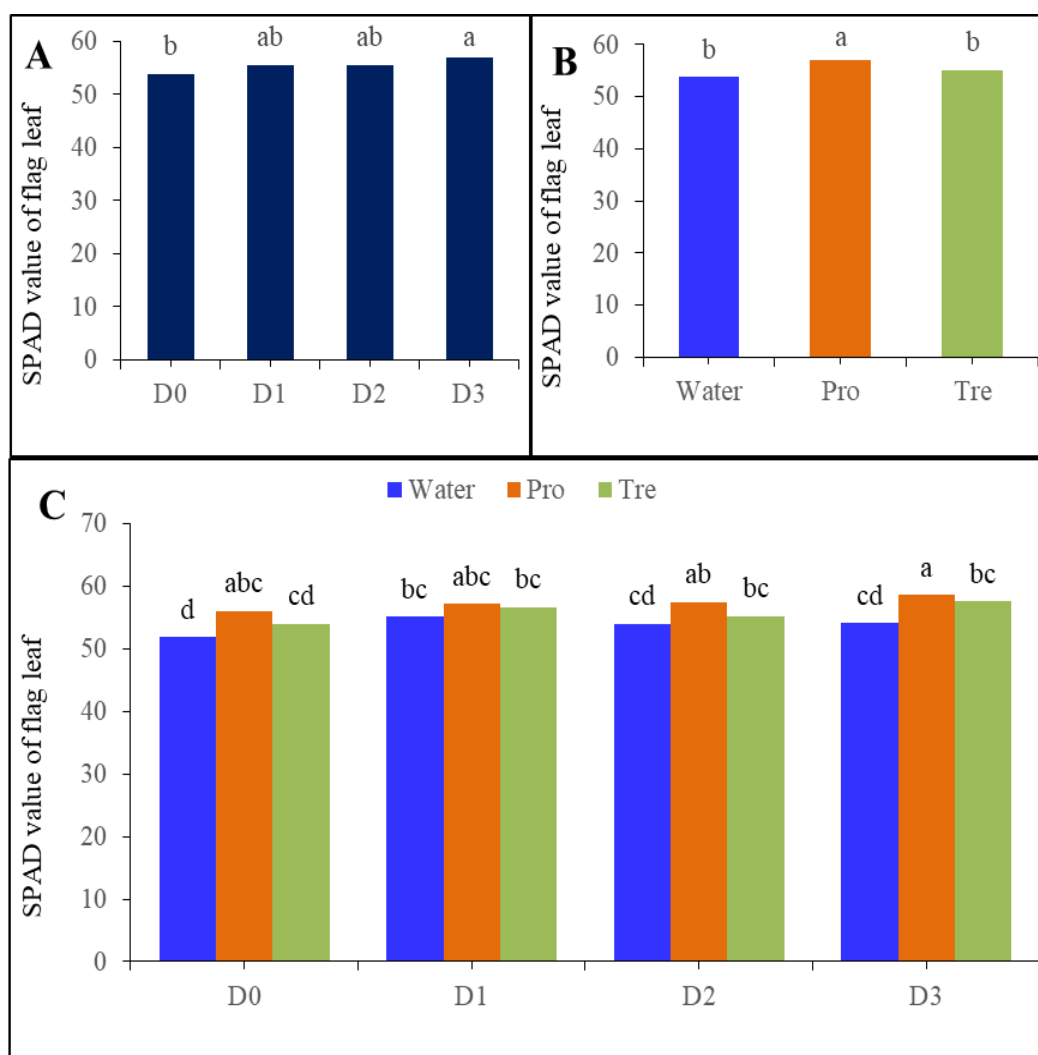 A
SPAD value of flag leaf
60
50
40
30
20
10
0
b ab ab a
D0 D1 D2 D3
B
SPAD value of flag leaf
60
50
40
30
20
10
0
b a b
Water Pro Tre
C
Water Pro Tre
SPAD value of flag leaf
70
60
50
40
30
20
10
0
d abc cd bc abc bc cd ab bc cd a bc
D0 D1 D2 D3